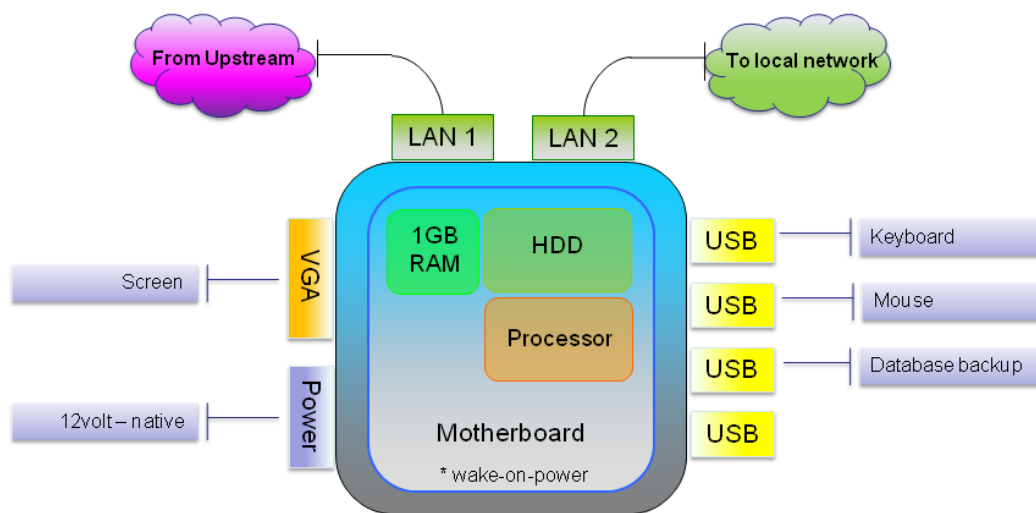 From Upstream
To local network
LAN 1
LAN 2
1GB
RAM
HDD
Processor
Motherboard
* wake-on-power
VGA
Screen
Power
12volt – native
USB
Keyboard
USB
Mouse
USB
Database backup
USB